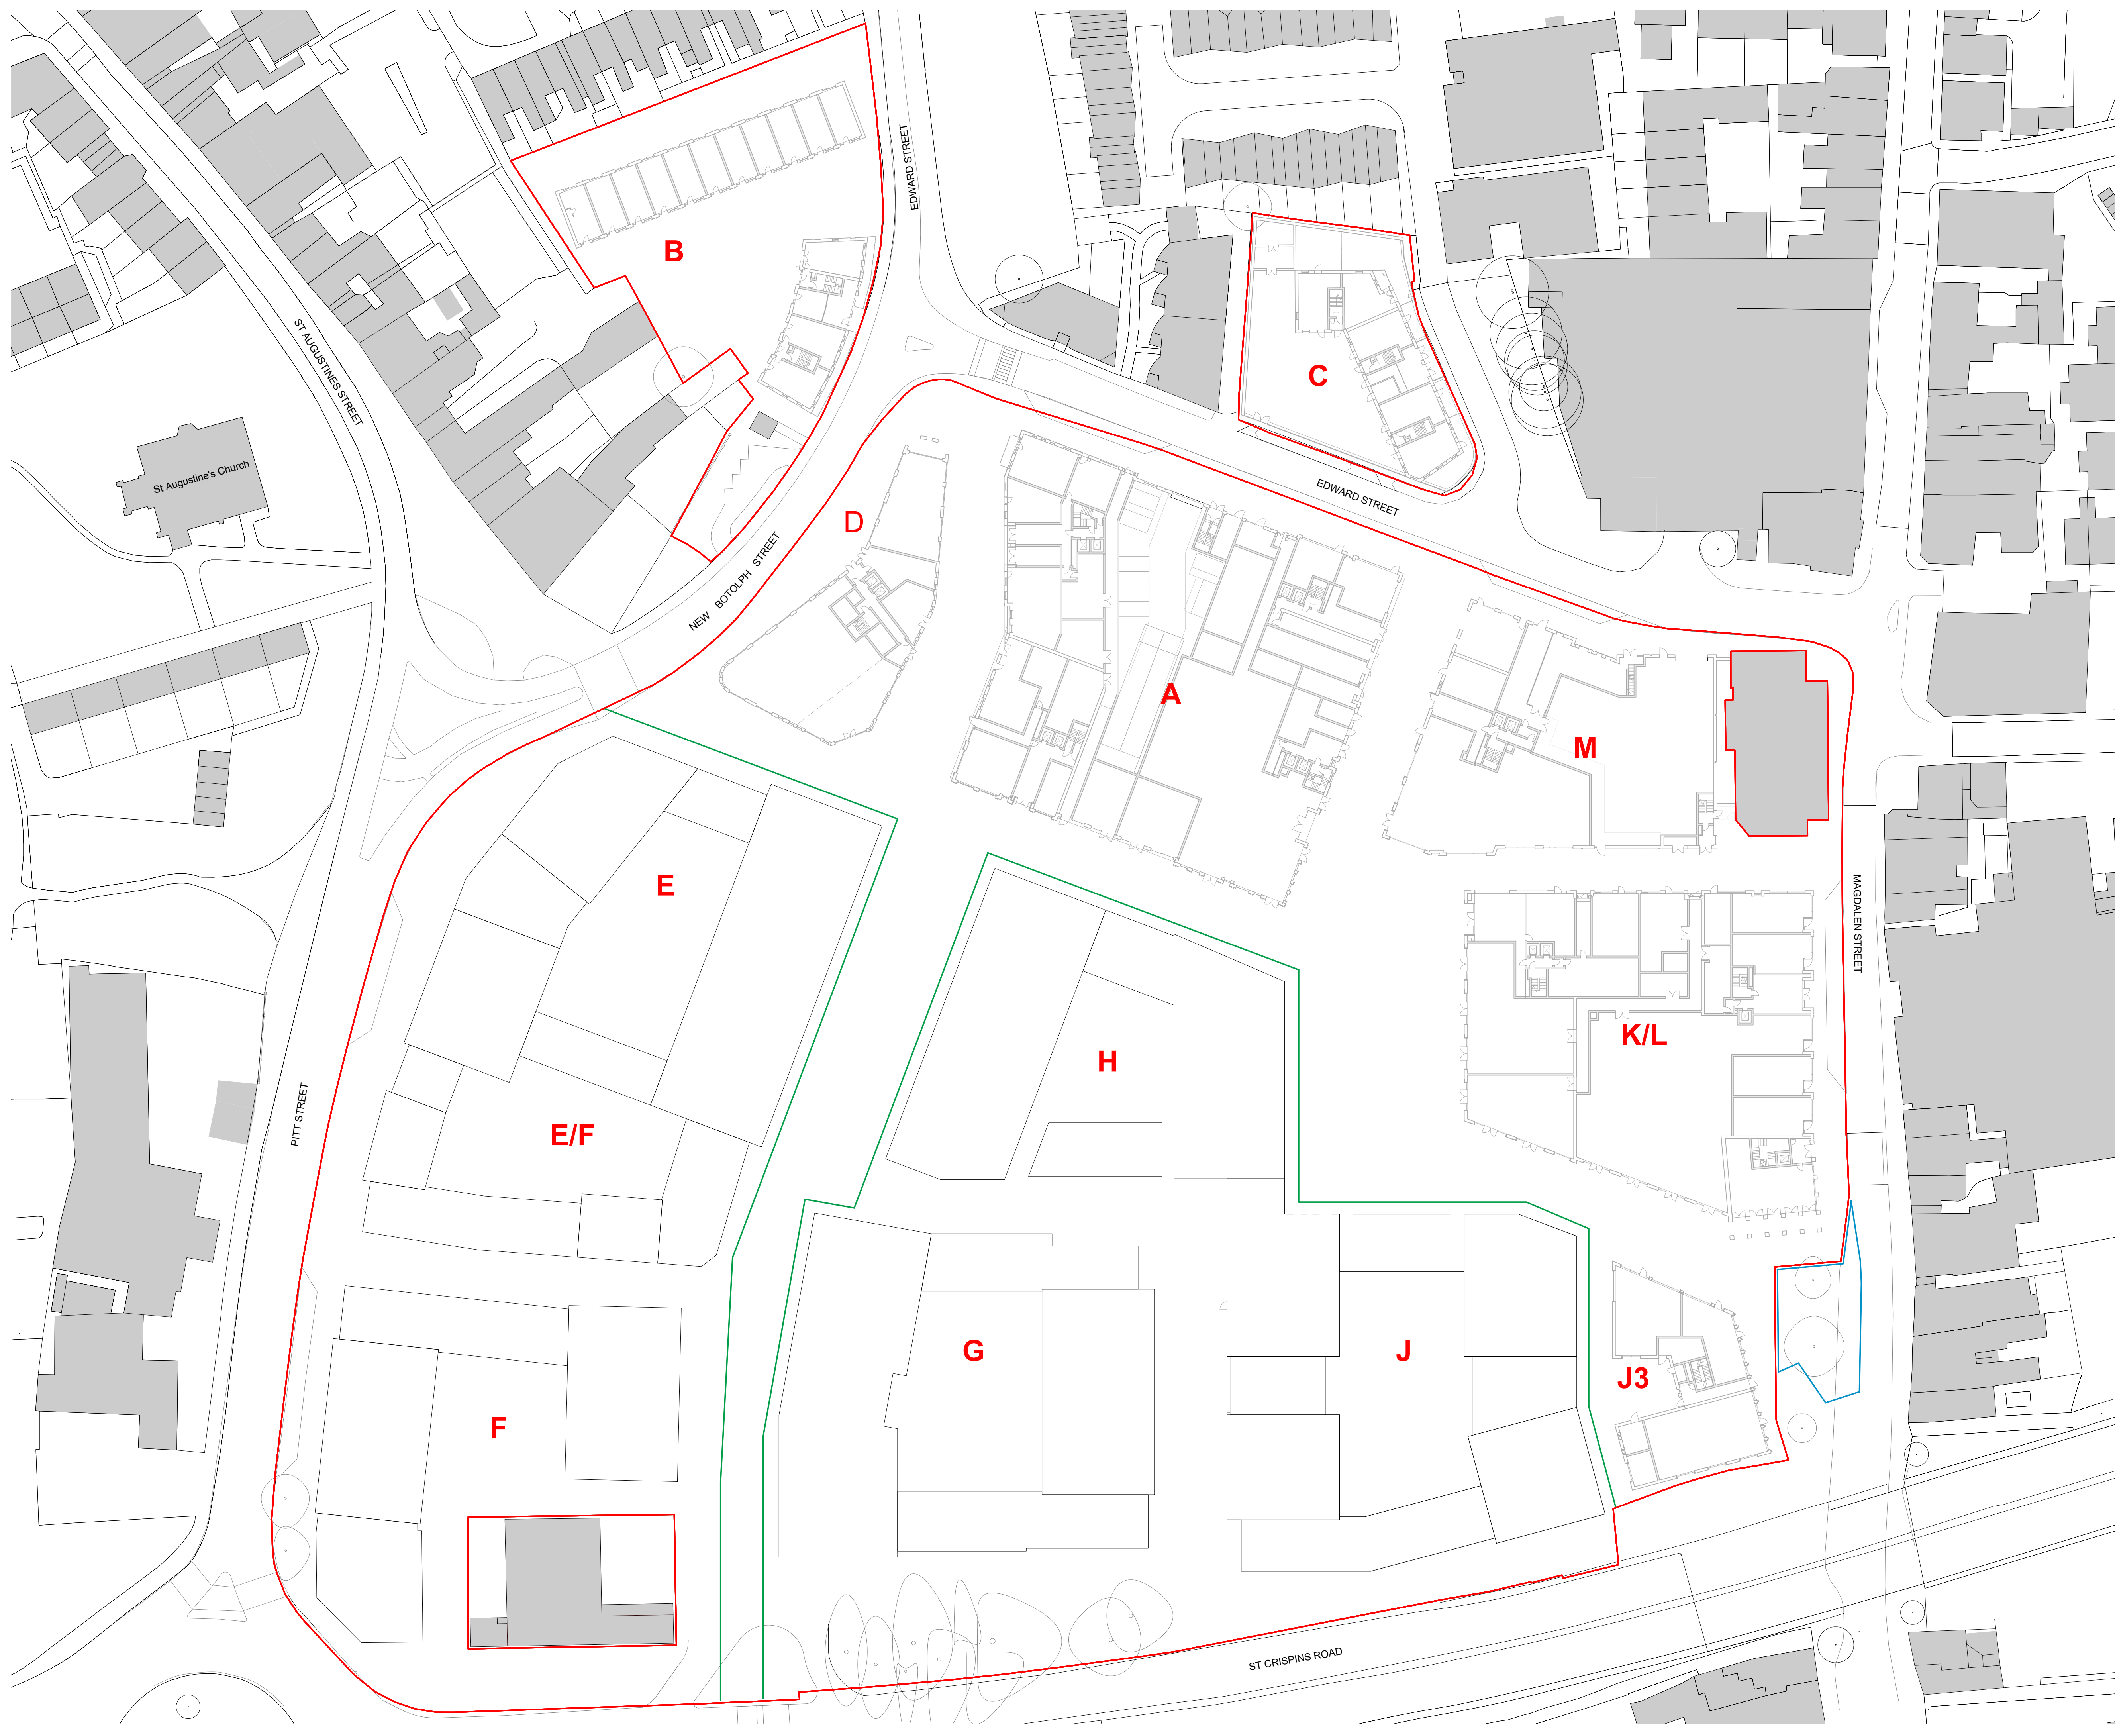 EDWARD STREET
B
ST AUGUSTINES STREET
C
St Augustine's Church
EDWARD STREET
D
NEW BOTOLPH STREET
A
M
E
MAGDALEN STREET
K/L
H
PITT STREET
E/F
G
J
J3
F
ST CRISPINS ROAD